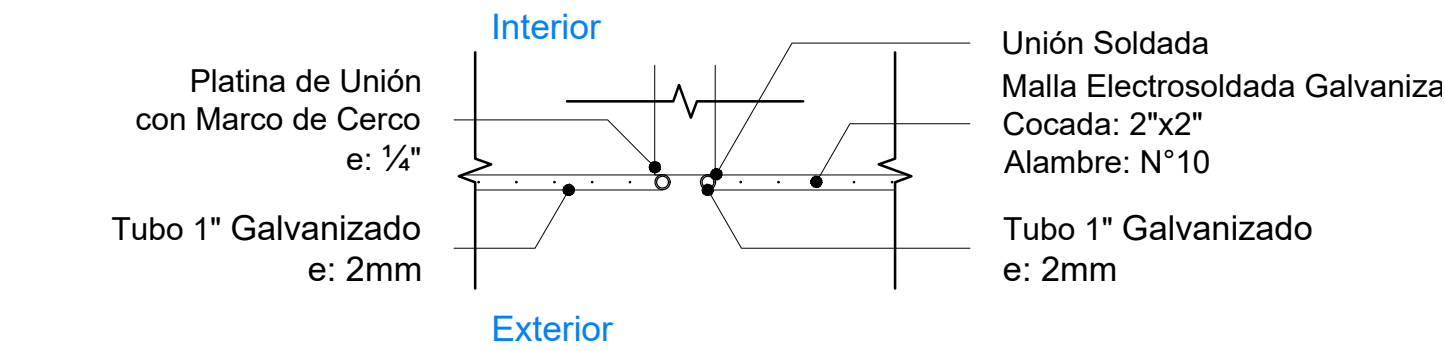 Interior
Platina de Unión
con Marco de Cerco
e: ¼"
Tubo 1" Galvanizado
e: 2mm
Unión Soldada
Malla Electrosoldada Galvaniza
Cocada: 2"x2"
Alambre: N°10
Tubo 1" Galvanizado
e: 2mm
Exterior